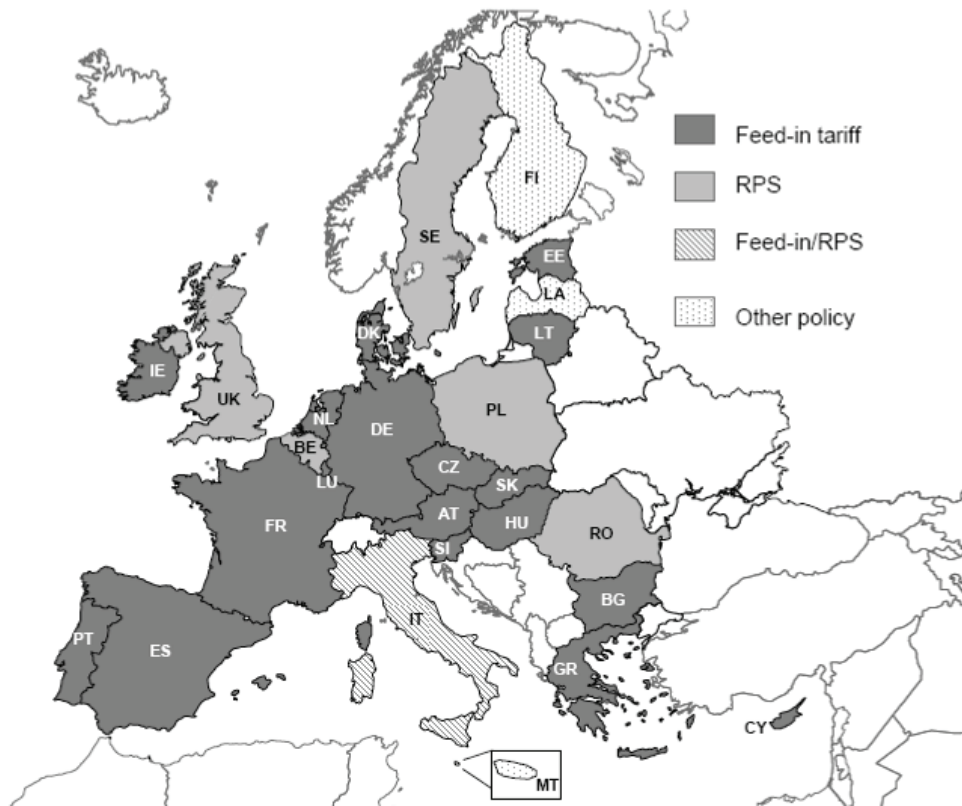 Feed-in tariff
RPS
Feed-in/RPS
Other policy
FI
SE
EE
LA
LT
DK
IE
UK
NL
DE
PL
BE
LU
CZ
SK
FR
AT
HU
SI
RO
BG
IT
PT
ES
GR
CY
MT